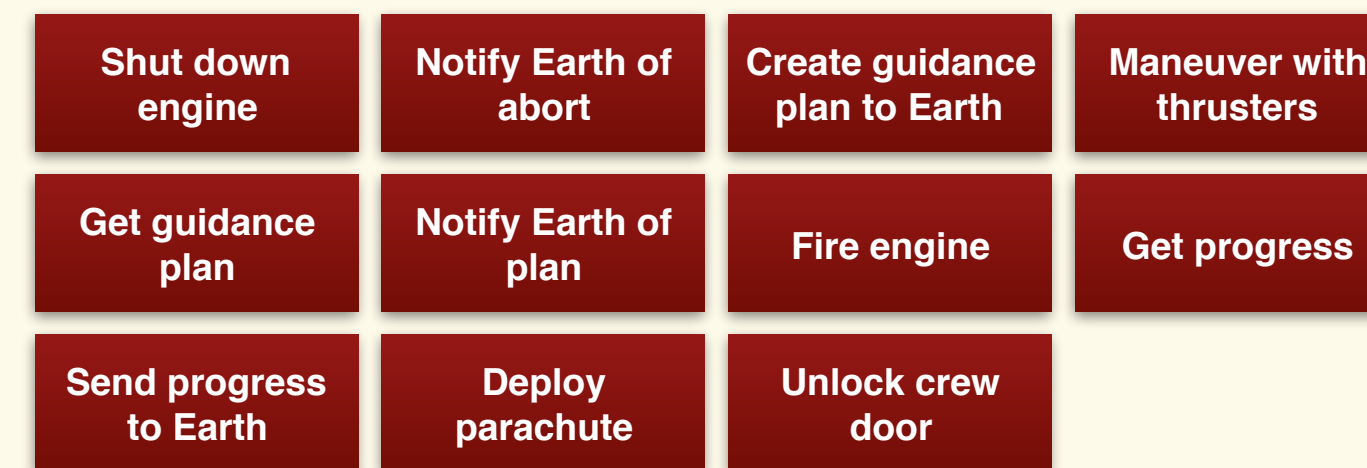 Shut down
engine
Notify Earth of
abort
Create guidance
plan to Earth
Maneuver with
thrusters
Get guidance
plan
Notify Earth of
plan
Fire engine
Get progress
Send progress
to Earth
Deploy
parachute
Unlock crew
door